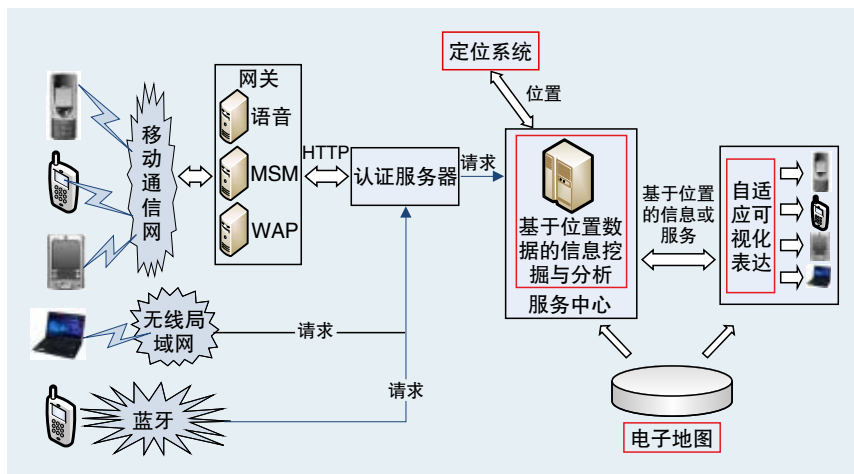 定位系统
位置
网关
语音
MSM
WAP
移
动
通
信
网
HTTP
认证服务器
请求
基于位置数
据的信息挖
掘与分析
服务中心
基于位置
的信息或
服务
自适
应可
视化
表达
无线局
域网
请求
请求
蓝牙
电子地图